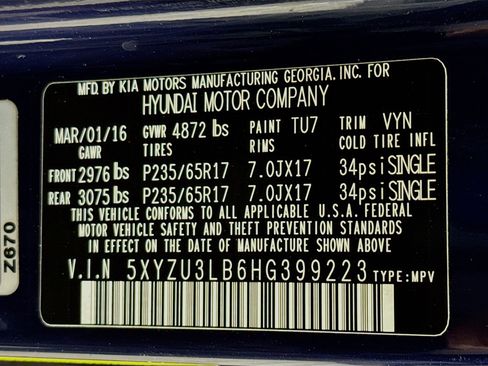 MFD. BY KIA MOTORS MANUFACTURING GEORGIA. INC. FOR
HYUNDAI MOTOR COMPANY
MAR/01/16 GVWR 4872 lbs PAINT TU7 TRIM VYN
GAWR TIRES RIMS COLD TIRE INFL
FRONT 2976 lbs P235/65R17 7.0JX17 34psi SINGLE
REAR 3075 lbs P235/65R17 7.0JX17 34psi SINGLE
THIS VEHICLE CONFORMS TO ALL APPLICABLE U.S.A. FEDERAL
MOTOR VEHICLE SAFETY AND THEFT PREVENTION STANDARDS
IN EFFECT ON THE DATE OF MANUFACTURE SHOWN ABOVE
V.I.N 5XYZU3LB6HG399223 TYPE: MPV
Z670